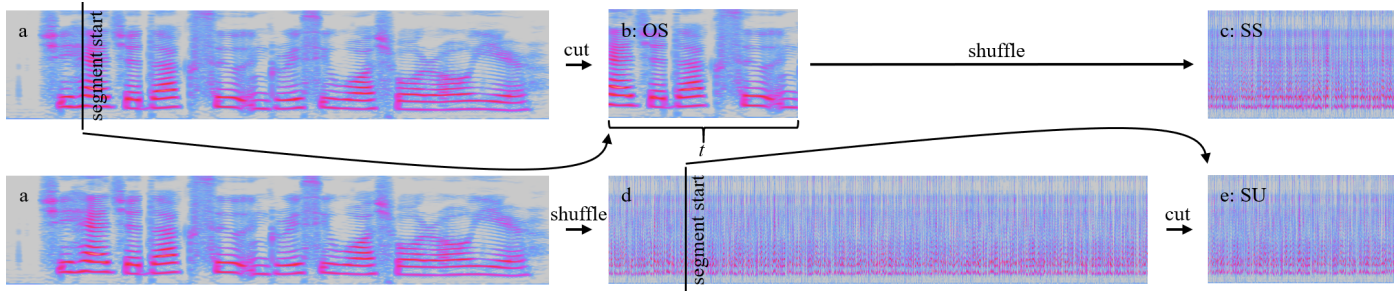 a
segment start
cut
b: OS
shuffle
c: SS
t
a
shuffle
d
segment start
cut
e: SU